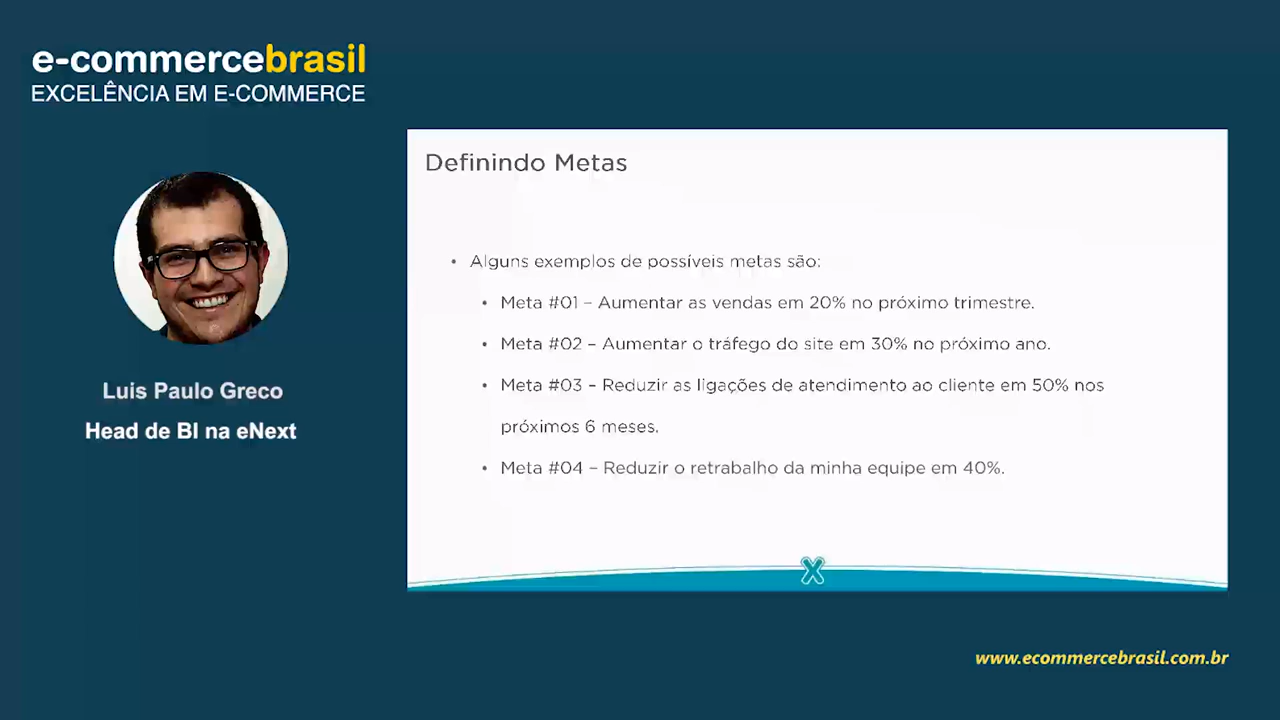 e-commercebrasil
EXCELÊNCIA EM E-COMMERCE
Definindo Metas
• Alguns exemplos de possíveis metas são:
• Meta #01 – Aumentar as vendas em 20% no próximo trimestre.
• Meta #02 – Aumentar o tráfego do site em 30% no próximo ano.
• Meta #03 – Reduzir as ligações de atendimento ao cliente em 50% nos
próximos 6 meses.
• Meta #04 – Reduzir o retrabalho da minha equipe em 40%.
Luis Paulo Greco
Head de BI na eNext
X
www.ecommercebrasil.com.br